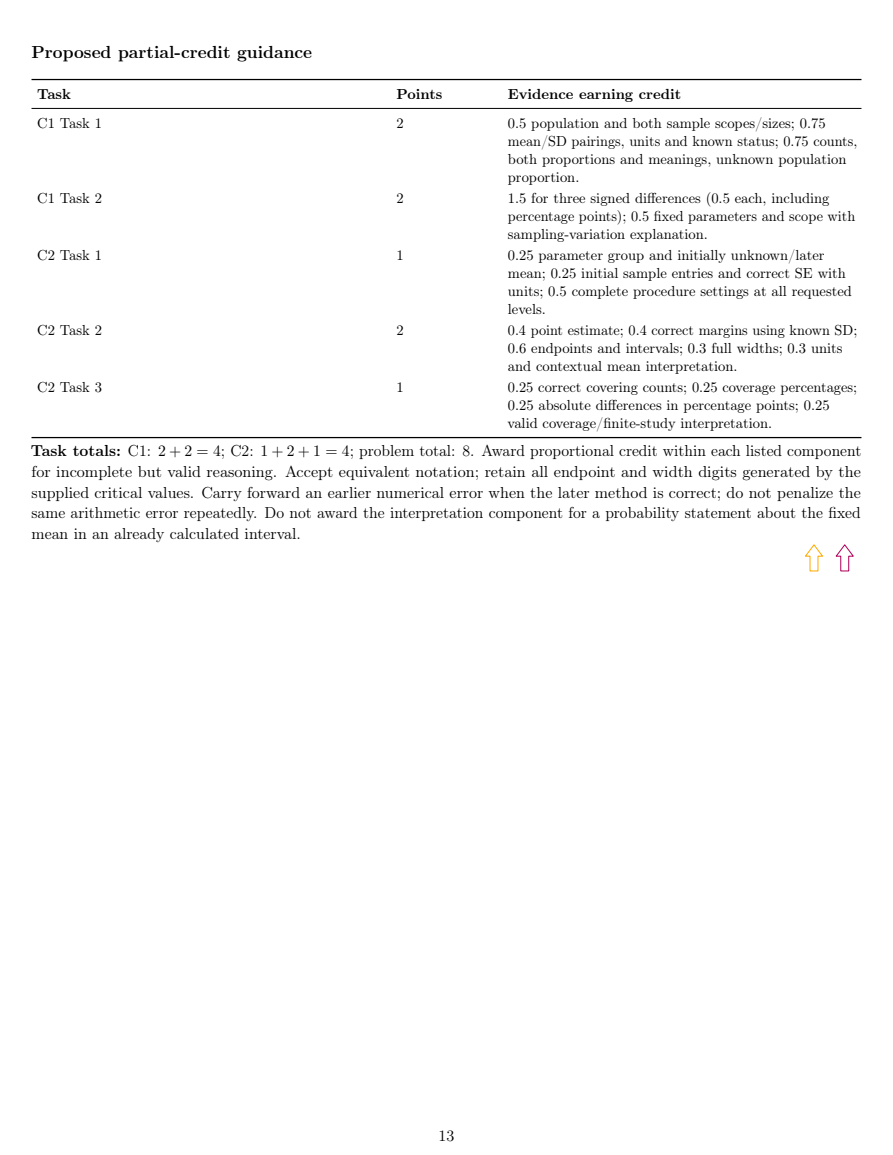 Proposed partial-credit guidance
Task Points Evidence earning credit
C1 Task 1 2 0.5 population and both sample scopes/sizes; 0.75
mean/SD pairings, units and known status; 0.75 counts,
both proportions and meanings, unknown population
proportion.
C1 Task 2 2 1.5 for three signed differences (0.5 each, including
percentage points); 0.5 fixed parameters and scope with
sampling-variation explanation.
C2 Task 1 1 0.25 parameter group and initially unknown/later
mean; 0.25 initial sample entries and correct SE with
units; 0.5 complete procedure settings at all requested
levels.
C2 Task 2 2 0.4 point estimate; 0.4 correct margins using known SD;
0.6 endpoints and intervals; 0.3 full widths; 0.3 units
and contextual mean interpretation.
C2 Task 3 1 0.25 correct covering counts; 0.25 coverage percentages;
0.25 absolute differences in percentage points; 0.25
valid coverage/finite-study interpretation.
Task totals: C1: 2 + 2 = 4; C2: 1 + 2 + 1 = 4; problem total: 8. Award proportional credit within each listed component
for incomplete but valid reasoning. Accept equivalent notation; retain all endpoint and width digits generated by the
supplied critical values. Carry forward an earlier numerical error when the later method is correct; do not penalize the
same arithmetic error repeatedly. Do not award the interpretation component for a probability statement about the fixed
mean in an already calculated interval.
13